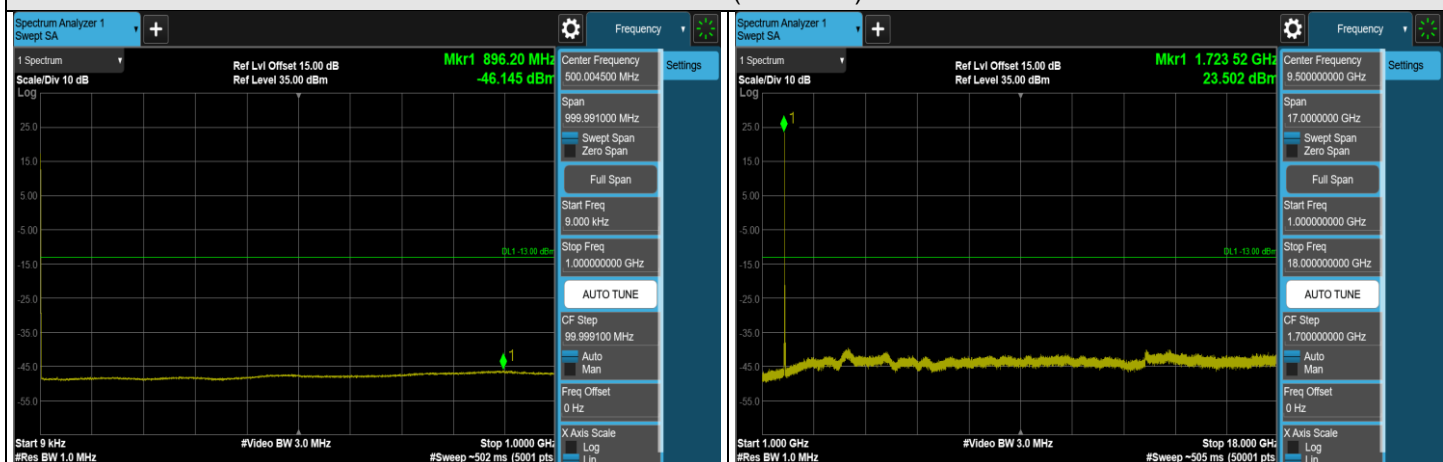 Spectrum Analyzer 1
Swept SA
Frequency
1 Spectrum
Scale/Div 10 dB
Log
Ref Lvl Offset 15.00 dB
Ref Level 35.00 dBm
Mkr1 896.20 MHz
-46.145 dBm
25.0
15.0
5.00
-5.00
-15.0
-25.0
-35.0
-45.0
-55.0
DL1 -13.00 dBm
1
Start 9 kHz
#Res BW 1.0 MHz
#Video BW 3.0 MHz
Stop 1.0000 GHz
#Sweep ~502 ms (5001 pts
Center Frequency
500.004500 MHz
Settings
Span
999.991000 MHz
Swept Span
Zero Span
Full Span
Start Freq
9.000 kHz
Stop Freq
1.000000000 GHz
AUTO TUNE
CF Step
99.999100 MHz
Auto
Man
Freq Offset
0 Hz
X Axis Scale
Log
Lin
Spectrum Analyzer 1
Swept SA
Frequency
1 Spectrum
Scale/Div 10 dB
Log
Ref Lvl Offset 15.00 dB
Ref Level 35.00 dBm
Mkr1 1.723 52 GHz
23.502 dBm
25.0
15.0
5.00
-5.00
-15.0
-25.0
-35.0
-45.0
-55.0
1
DL1 -13.00 dBm
Start 1.000 GHz
#Res BW 1.0 MHz
#Video BW 3.0 MHz
Stop 18.000 GHz
#Sweep ~505 ms (5001 pts
Center Frequency
9.500000000 GHz
Settings
Span
17.0000000 GHz
Swept Span
Zero Span
Full Span
Start Freq
1.000000000 GHz
Stop Freq
18.000000000 GHz
AUTO TUNE
CF Step
1.700000000 GHz
Auto
Man
Freq Offset
0 Hz
X Axis Scale
Log
Lin